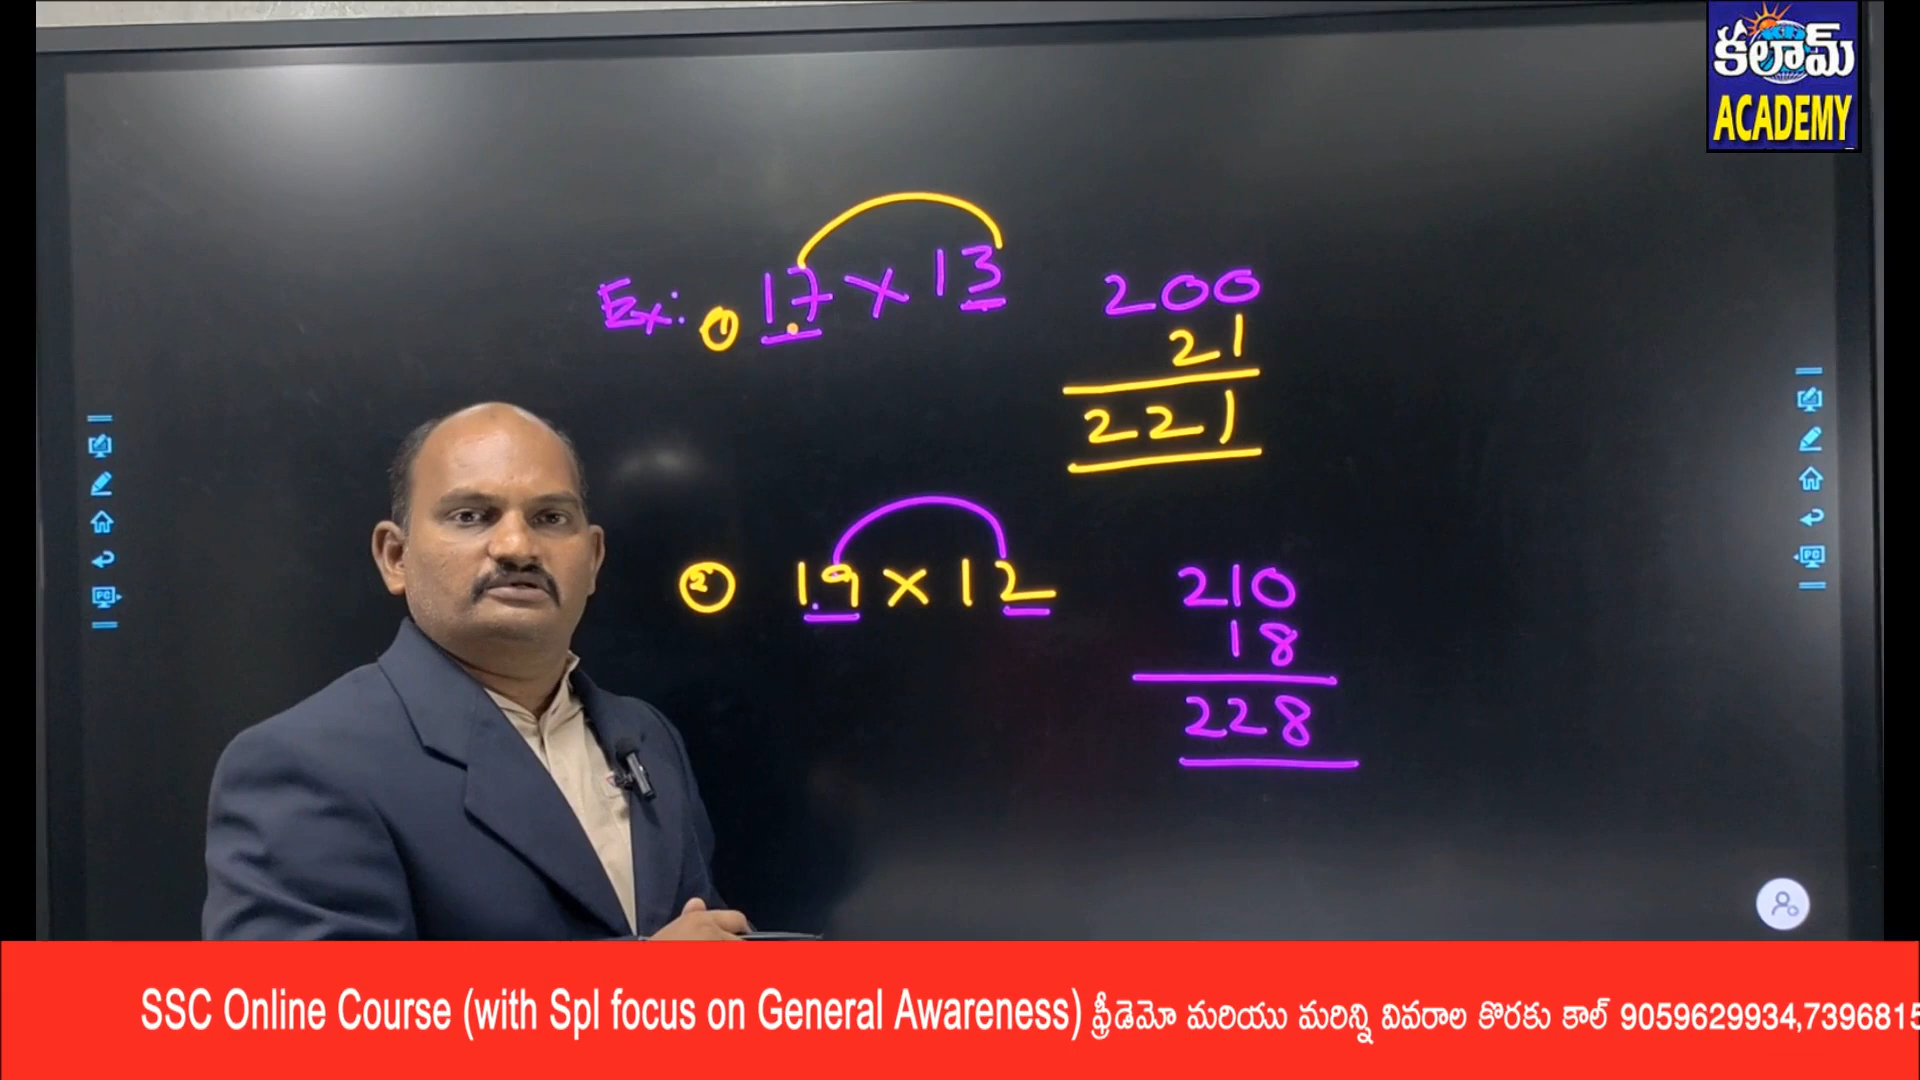 కలామ్
ACADEMY
Ex: 1 17 × 13
200
21
221
2 19 × 12
210
18
228
SSC Online Course (with Spl focus on General Awareness) ఫ్రీడెమో మరియు మరిన్ని వివరాల కొరకు కాల్ 9059629934,7396815